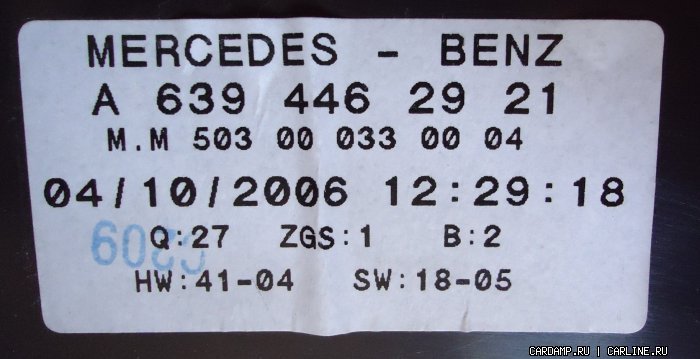 MERCEDES - BENZ
A 639 446 29 21
M.M 503 00 033 00 04
04/10/2006 12:29:18
Q:27 ZGS:1 B:2
C209
HW:41-04 SW:18-05
CARDAMP.RU | CARLINE.RU